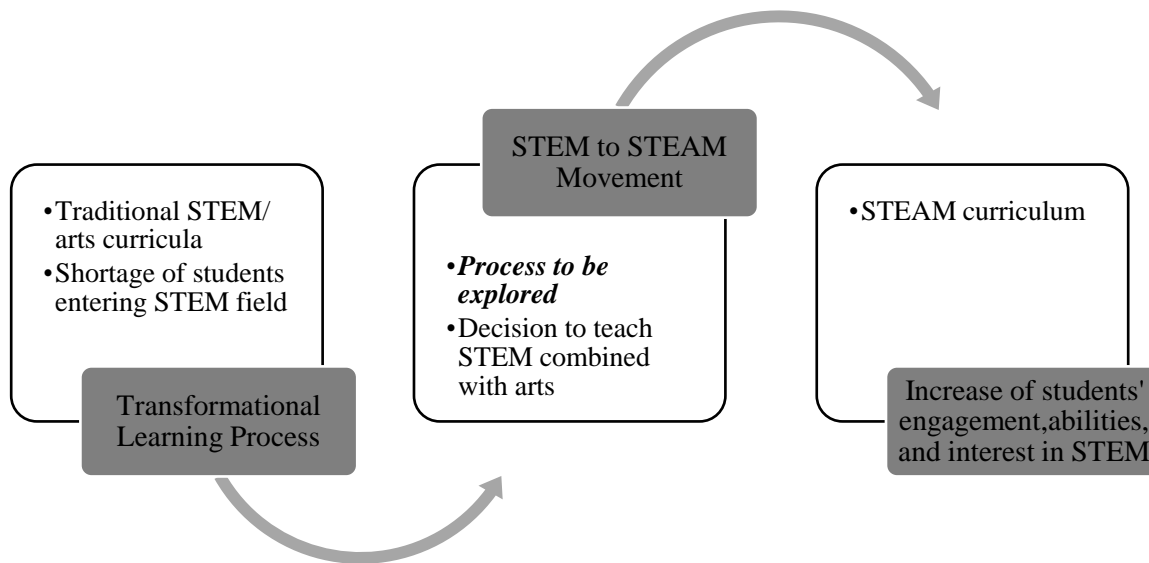 •Traditional STEM/
arts curricula
•Shortage of students
entering STEM field
Transformational
Learning Process
STEM to STEAM
Movement
•Process to be
explored
•Decision to teach
STEM combined
with arts
•STEAM curriculum
Increase of students'
engagement,abilities,
and interest in STEM